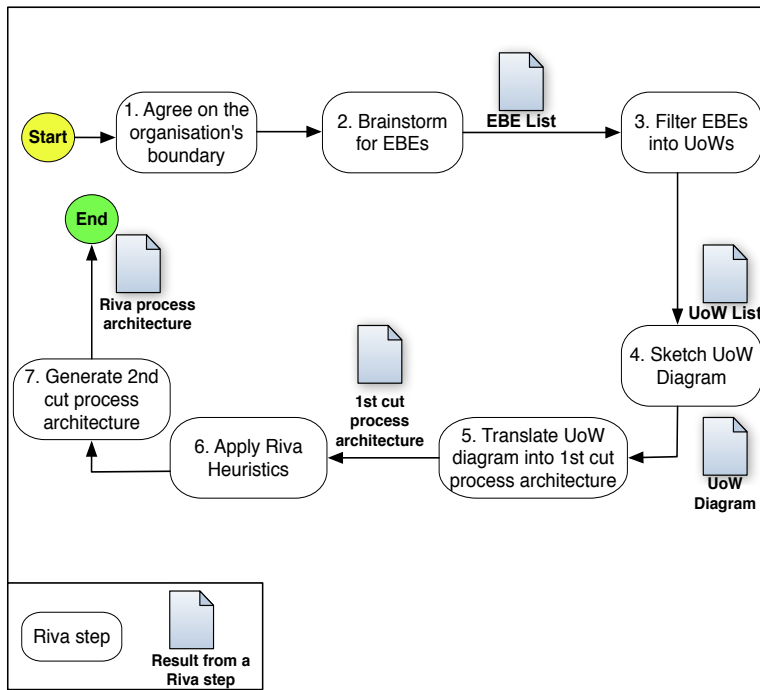 Start
1. Agree on the
organisation's
boundary
2. Brainstorm
for EBEs
EBE List
3. Filter EBEs
into UoWs
UoW List
4. Sketch UoW
Diagram
UoW
Diagram
5. Translate UoW
diagram into 1st cut
process architecture
1st cut
process
architecture
6. Apply Riva
Heuristics
7. Generate 2nd
cut process
architecture
Riva process
architecture
End
Riva step
Result from a
Riva step